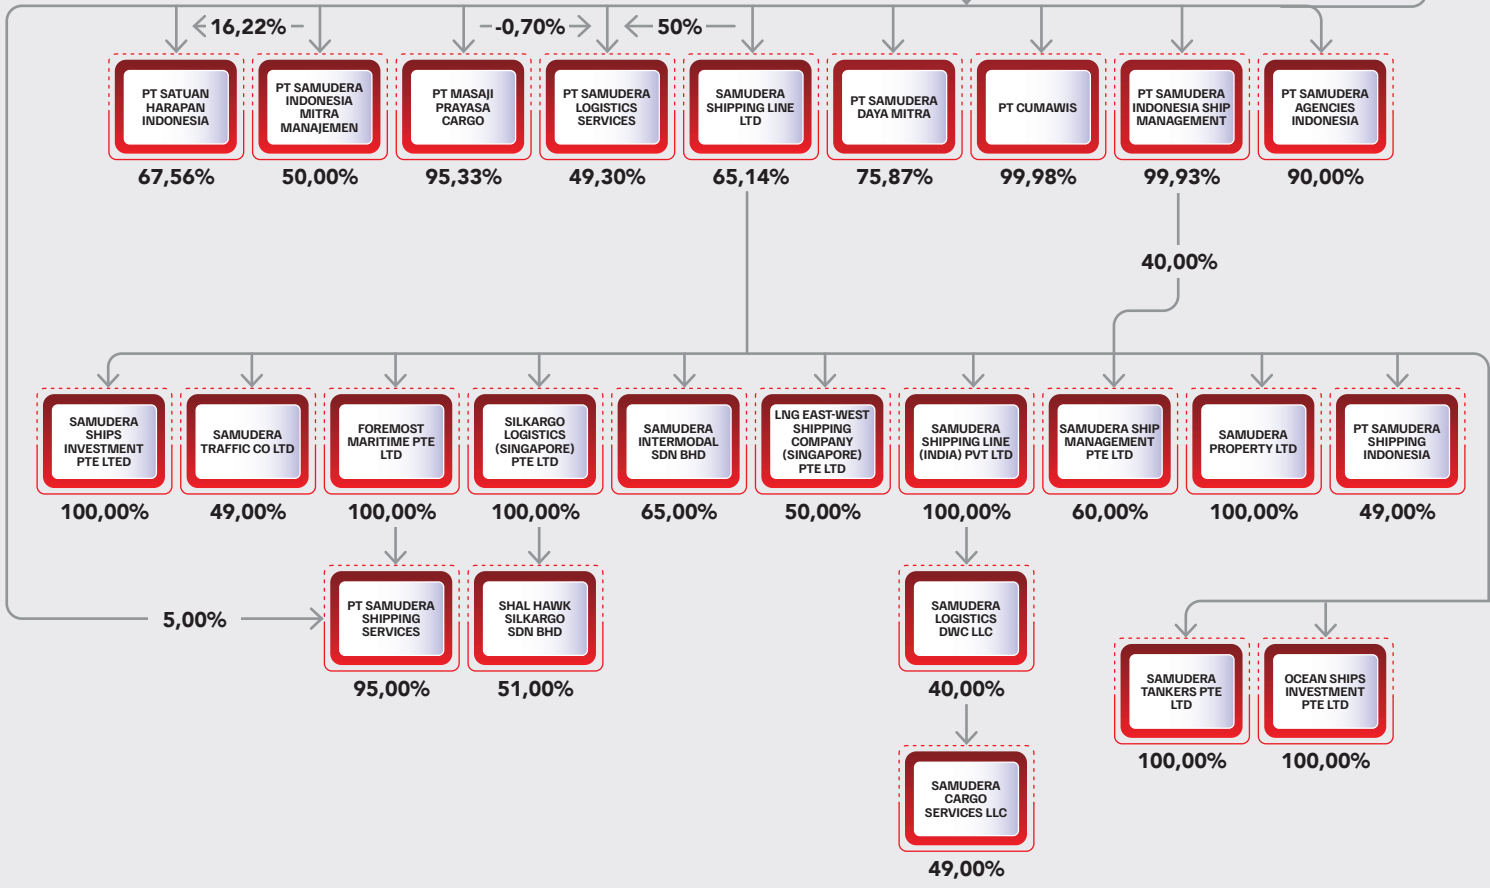 16,22%
-0,70%
50%
PT SATUAN
HARAPAN
INDONESIA
67,56%
PT SAMUDERA
INDONESIA
MITRA
MANAJEMEN
50,00%
PT MASAJI
PRAYASA
CARGO
95,33%
PT SAMUDERA
LOGISTICS
SERVICES
49,30%
SAMUDERA
SHIPPING LINE
LTD
65,14%
PT SAMUDERA
DAYA MITRA
75,87%
PT CUMAWIS
99,98%
PT SAMUDERA
INDONESIA SHIP
MANAGEMENT
99,93%
PT SAMUDERA
AGENCIES
INDONESIA
90,00%
40,00%
SAMUDERA
SHIPS
INVESTMENT
PTE LTED
100,00%
SAMUDERA
TRAFFIC CO LTD
49,00%
FOREMOST
MARITIME PTE
LTD
100,00%
SILKARGO
LOGISTICS
(SINGAPORE)
PTE LTD
100,00%
SAMUDERA
INTERMODAL
SDN BHD
65,00%
LNG EAST-WEST
SHIPPING
COMPANY
(SINGAPORE)
PTE LTD
50,00%
SAMUDERA
SHIPPING LINE
(INDIA) PVT LTD
100,00%
SAMUDERA SHIP
MANAGEMENT
PTE LTD
60,00%
SAMUDERA
PROPERTY LTD
100,00%
PT SAMUDERA
SHIPPING
INDONESIA
49,00%
5,00%
PT SAMUDERA
SHIPPING
SERVICES
95,00%
SHAL HAWK
SILKARGO
SDN BHD
51,00%
SAMUDERA
LOGISTICS
DWC LLC
40,00%
SAMUDERA
TANKERS PTE
LTD
100,00%
OCEAN SHIPS
INVESTMENT
PTE LTD
100,00%
SAMUDERA
CARGO
SERVICES LLC
49,00%